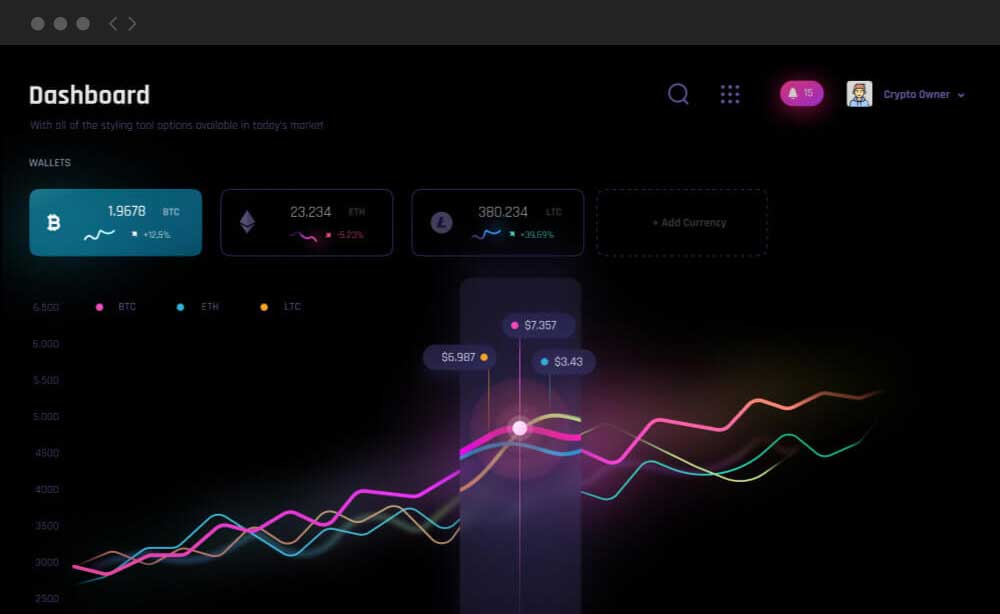 Dashboard
15
Crypto Owner
With all of the styling tool options available in today's market
WALLETS
1.9678 BTC
+12,5%
23.234 ETH
-5.23%
380.234 LTC
+39,69%
+ Add Currency
6.500
BTC
ETH
LTC
$7.357
5.000
$6.987
$3.43
5.500
5.000
4500
4000
3500
3000
2500